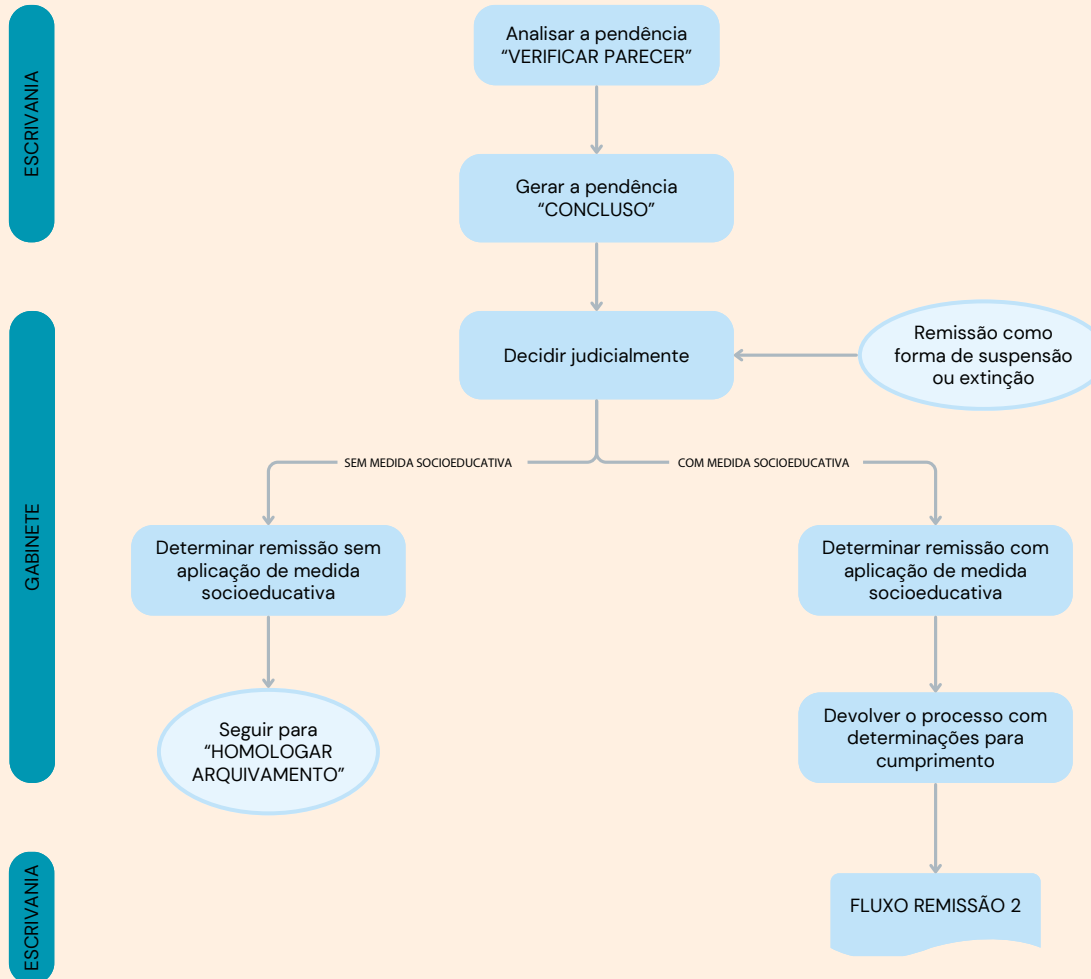 ESCRIVANIA
Analisar a pendência
“VERIFICAR PARECER”
Gerar a pendência
“CONCLUSO”
GABINETE
Decidir judicialmente
Remissão como
forma de suspensão
ou extinção
SEM MEDIDA SOCIOEDUCATIVA
COM MEDIDA SOCIOEDUCATIVA
Determinar remissão sem
aplicação de medida
socioeducativa
Determinar remissão com
aplicação de medida
socioeducativa
Seguir para
“HOMOLOGAR
ARQUIVAMENTO”
Devolver o processo com
determinações para
cumprimento
ESCRIVANIA
FLUXO REMISSÃO 2